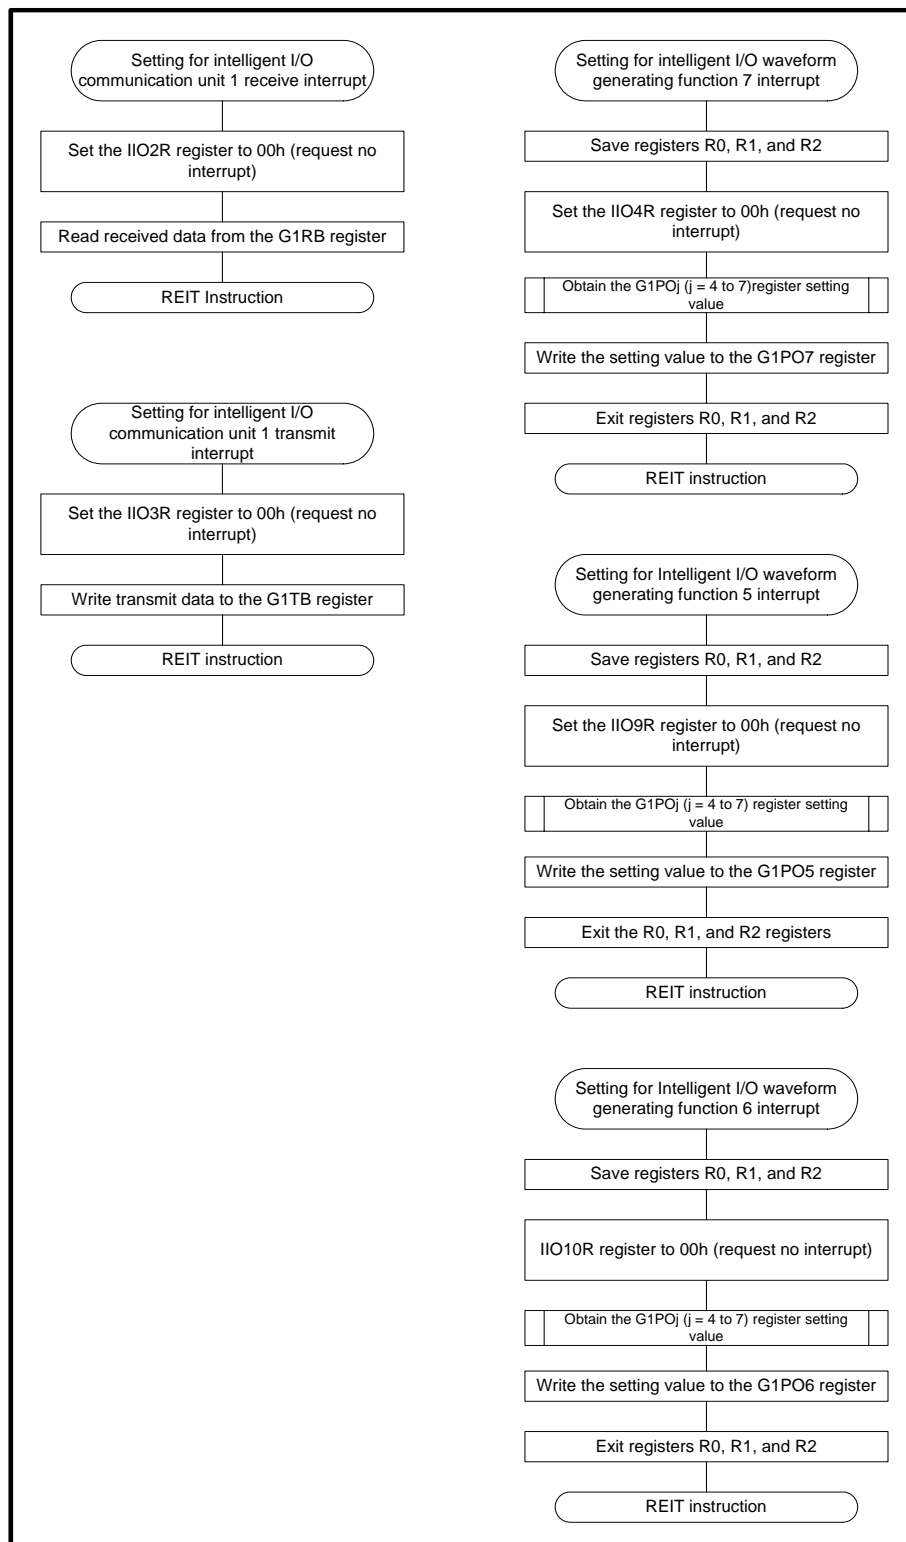 Setting for intelligent I/O
communication unit 1 receive interrupt
Set the IIO2R register to 00h (request no
interrupt)
Read received data from the G1RB register
REIT Instruction
Setting for intelligent I/O
communication unit 1 transmit
interrupt
Set the IIO3R register to 00h (request no
interrupt)
Write transmit data to the G1TB register
REIT instruction
Setting for intelligent I/O waveform
generating function 7 interrupt
Save registers R0, R1, and R2
Set the IIO4R register to 00h (request no
interrupt)
Obtain the G1POj (j = 4 to 7)register setting
value
Write the setting value to the G1PO7 register
Exit registers R0, R1, and R2
REIT instruction
Setting for Intelligent I/O waveform
generating function 5 interrupt
Save registers R0, R1, and R2
Set the IIO9R register to 00h (request no
interrupt)
Obtain the G1POj (j = 4 to 7) register setting
value
Write the setting value to the G1PO5 register
Exit the R0, R1, and R2 registers
REIT instruction
Setting for Intelligent I/O waveform
generating function 6 interrupt
Save registers R0, R1, and R2
IIO10R register to 00h (request no interrupt)
Obtain the G1POj (j = 4 to 7) register setting
value
Write the setting value to the G1PO6 register
Exit registers R0, R1, and R2
REIT instruction